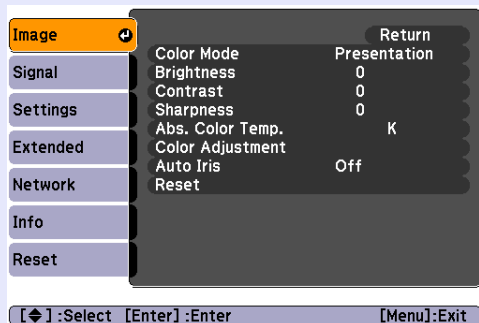 Image
Signal
Settings
Extended
Network
Info
Reset
Return
Color Mode Presentation
Brightness 0
Contrast 0
Sharpness 0
Abs. Color Temp. K
Color Adjustment
Auto Iris Off
Reset
[◆] :Select [Enter] :Enter [Menu]:Exit